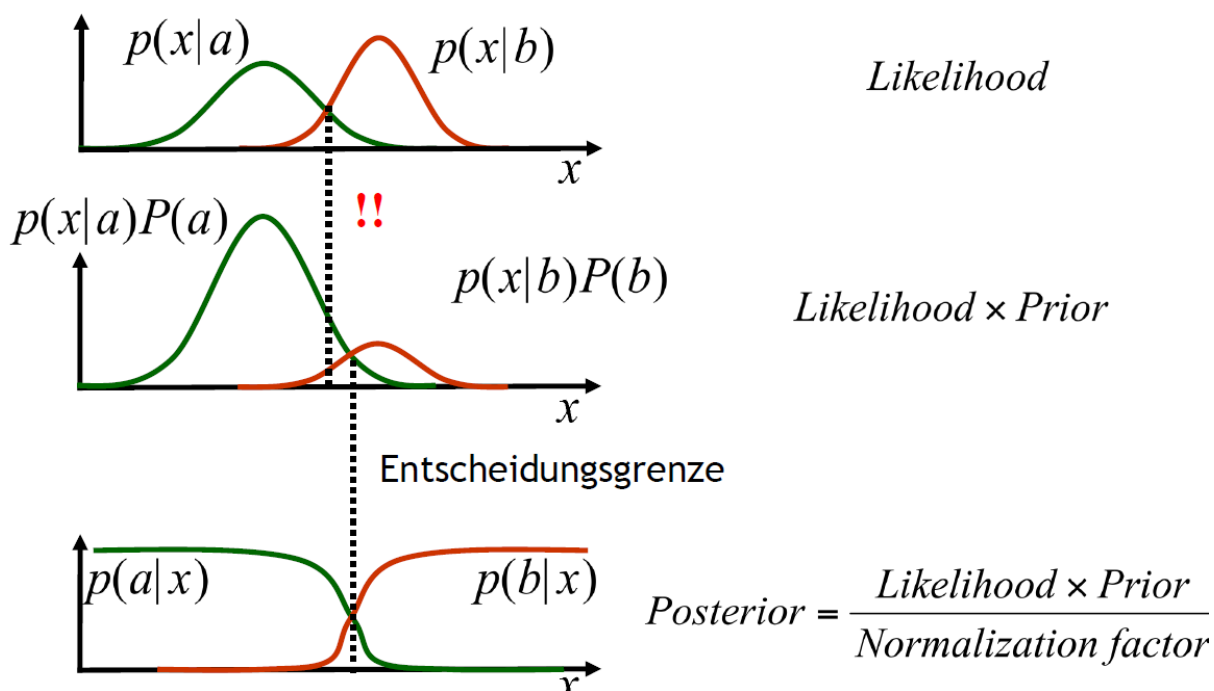 p(x|a)
p(x|b)
Likelihood
x
!!
p(x|a)P(a)
p(x|b)P(b)
Likelihood × Prior
x
Entscheidungsgrenze
p(a|x)
p(b|x)
Posterior = Likelihood × Prior
Normalization factor
x